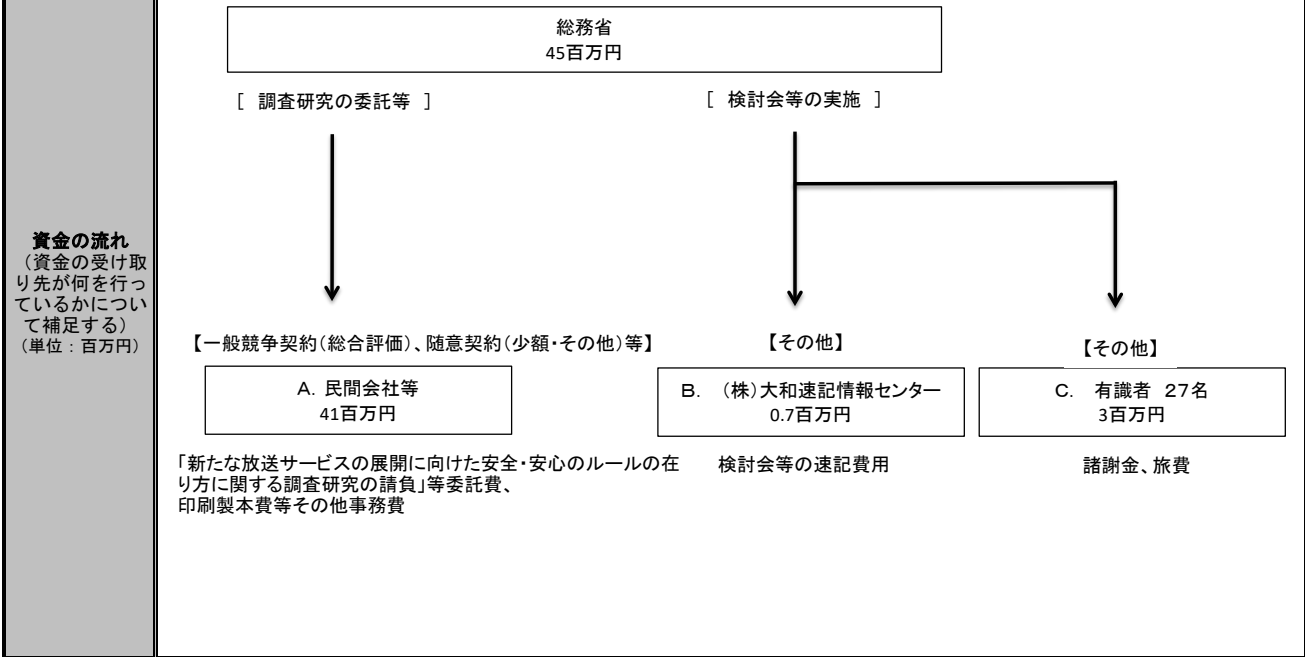 総務省
45百万円
［ 調査研究の委託等 ］
［ 検討会等の実施 ］
資金の流れ
（資金の受け取
り先が何を行っ
ているかについ
て補足する）
（単位：百万円）
【一般競争契約（総合評価）、随意契約（少額・その他）等】
【その他】
【その他】
A. 民間会社等
41百万円
B. （株）大和速記情報センター
0.7百万円
C. 有識者 27名
3百万円
「新たな放送サービスの展開に向けた安全・安心のルールの在
り方に関する調査研究の請負」等委託費、
印刷製本費等その他事務費
検討会等の速記費用
諸謝金、旅費